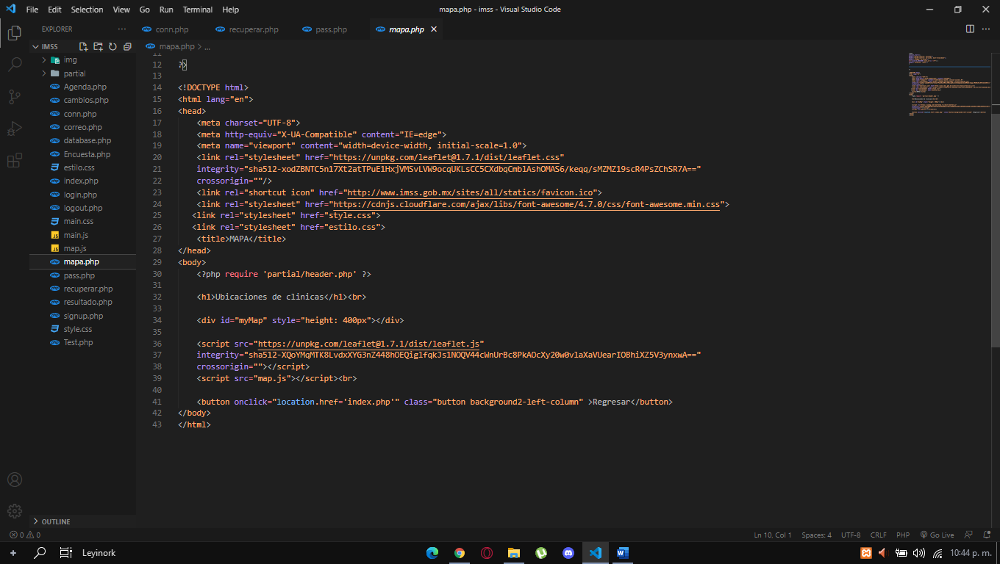 File Edit Selection View Go Run Terminal Help
mapa.php - imss - Visual Studio Code
EXPLORER
conn.php
recuperar.php
pass.php
mapa.php
IMSS
mapa.php > ...
img
partial
Agenda.php
cambios.php
conn.php
correo.php
database.php
Encuesta.php
estilo.css
index.php
login.php
logout.php
main.css
main.js
map.js
mapa.php
pass.php
recuperar.php
resultado.php
signup.php
style.css
Test.php
OUTLINE
11
12 ?>
13
14 <!DOCTYPE html>
15 <html lang="en">
16 <head>
17 <meta charset="UTF-8">
18 <meta http-equiv="X-UA-Compatible" content="IE=edge">
19 <meta name="viewport" content="width=device-width, initial-scale=1.0">
20 <link rel="stylesheet" href="https://unpkg.com/leaflet@1.7.1/dist/leaflet.css"
21 integrity="sha512-xodZBNTC5n17Xt2atTPuE1HxjVMSvLVW9ocqUKLsCC5CXdbqCmblAshOMAS6/keqq/sMZMZ19scR4PsZChSR7A=="
22 crossorigin=""/>
23 <link rel="shortcut icon" href="http://www.imss.gob.mx/sites/all/statics/favicon.ico">
24 <link rel="stylesheet" href="https://cdnjs.cloudflare.com/ajax/libs/font-awesome/4.7.0/css/font-awesome.min.css">
25 <link rel="stylesheet" href="style.css">
26 <link rel="stylesheet" href="estilo.css">
27 <title>MAPA</title>
28 </head>
29 <body>
30 <?php require 'partial/header.php' ?>
31
32 <h1>Ubicaciones de clinicas</h1><br>
33
34 <div id="myMap" style="height: 400px"></div>
35
36 <script src="https://unpkg.com/leaflet@1.7.1/dist/leaflet.js"
37 integrity="sha512-XQoYMqMTK8LvdxXYG3nZ448hOEQiglfqkJs1NOQV44cWnUrBc8PkAOcXy20w0vlaXaVUearIOBhiXZ5V3ynxwA=="
38 crossorigin=""></script>
39 <script src="map.js"></script><br>
40
41 <button onclick="location.href='index.php'" class="button background2-left-column" >Regresar</button>
42 </body>
43 </html>
0 0
Ln 10, Col 1 Spaces: 4 UTF-8 CRLF PHP Go Live
Leyinork
10:44 p. m.